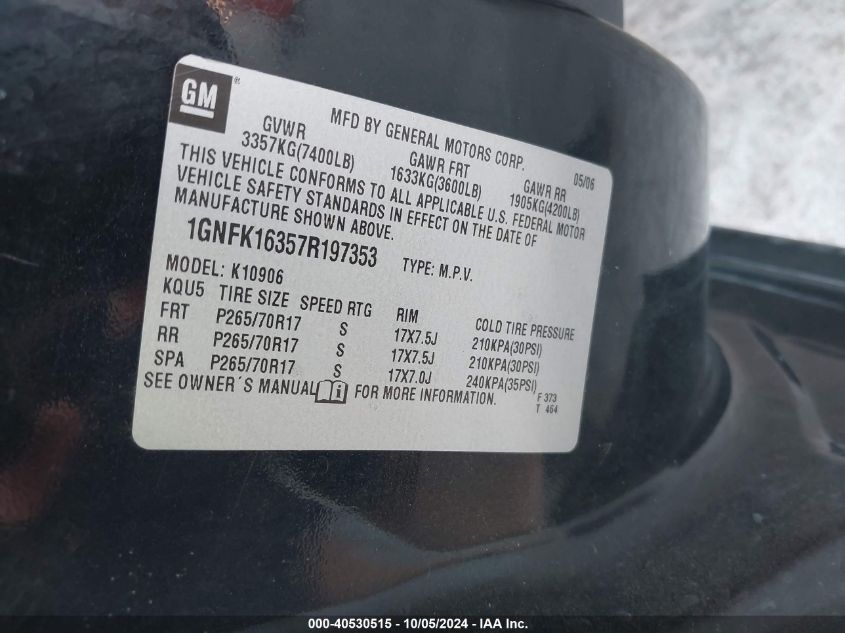 GM ®
MFD BY GENERAL MOTORS CORP. 05/06
GVWR GAWR FRT GAWR RR
3357KG(7400LB) 1633KG(3600LB) 1905KG(4200LB)
THIS VEHICLE CONFORMS TO ALL APPLICABLE U.S. FEDERAL MOTOR
VEHICLE SAFETY STANDARDS IN EFFECT ON THE DATE OF
MANUFACTURE SHOWN ABOVE.
1GNFK16357R197353 TYPE: M.P.V.
MODEL: K10906
KQU5 TIRE SIZE SPEED RTG RIM COLD TIRE PRESSURE
FRT P265/70R17 S 17X7.5J 210KPA(30PSI)
RR P265/70R17 S 17X7.5J 210KPA(30PSI)
SPA P265/70R17 S 17X7.0J 240KPA(35PSI)
SEE OWNER´S MANUAL i FOR MORE INFORMATION.
F 373
T 464
000-40530515 - 10/05/2024 - IAA Inc.